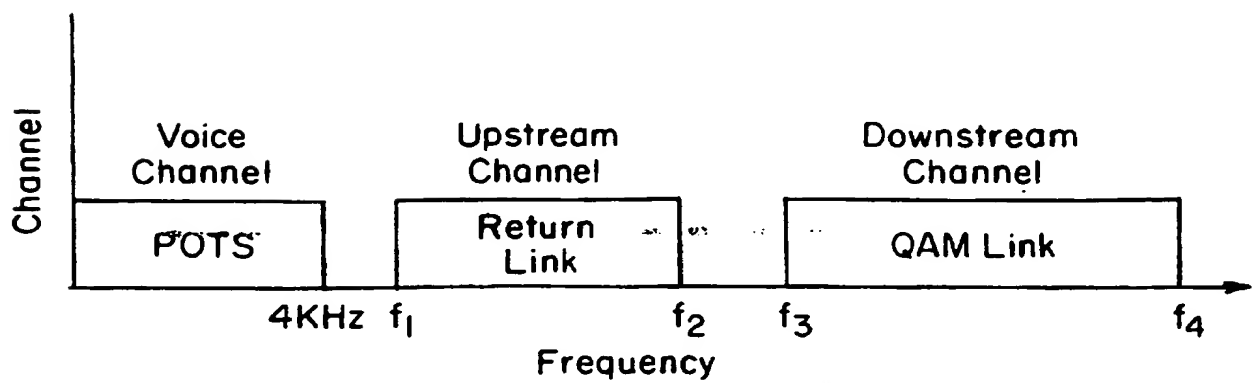 Channel
Voice
Channel
POTS
Upstream
Channel
Return
Link
Downstream
Channel
QAM Link
4KHz
f₁
f₂
f₃
f₄
Frequency